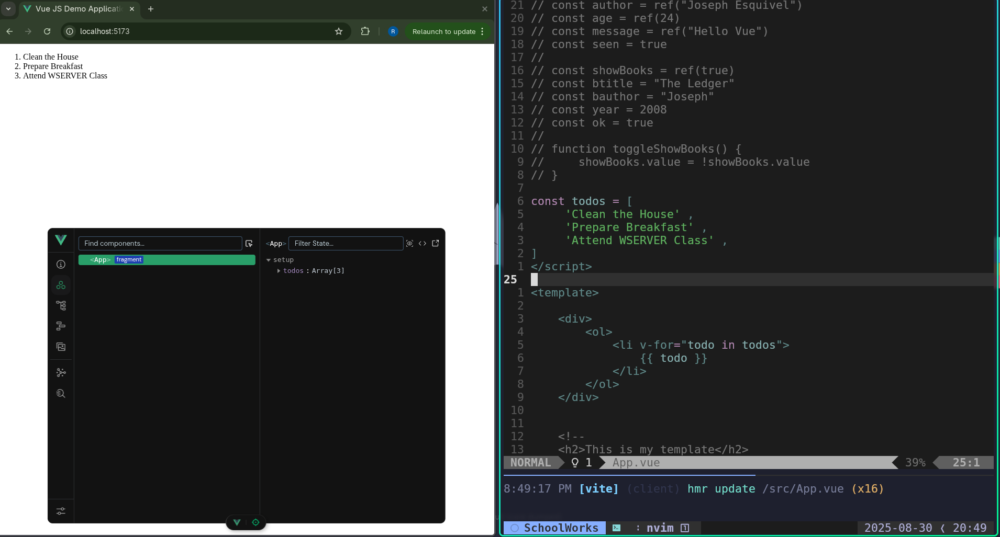 Vue JS Demo Applicati
localhost:5173
R
Relaunch to update
1. Clean the House
2. Prepare Breakfast
3. Attend WSERVER Class
Find components...
<App> fragment
<App> Filter State...
setup
todos : Array[3]
21 // const author = ref("Joseph Esquivel")
20 // const age = ref(24)
19 // const message = ref("Hello Vue")
18 // const seen = true
17 //
16 // const showBooks = ref(true)
15 // const btitle = "The Ledger"
14 // const bauthor = "Joseph"
13 // const year = 2008
12 // const ok = true
11 //
10 // function toggleShowBooks() {
9 //     showBooks.value = !showBooks.value
8 // }
7
6 const todos = [
5      'Clean the House' ,
4      'Prepare Breakfast' ,
3      'Attend WSERVER Class' ,
2 ]
1 </script>
25
1 <template>
2
3     <div>
4         <ol>
5             <li v-for="todo in todos">
6                 {{ todo }}
7             </li>
8         </ol>
9     </div>
10
11
12     <!--
13     <h2>This is my template</h2>
NORMAL 1 App.vue 39% 25:1
8:49:17 PM [vite] (client) hmr update /src/App.vue (x16)
SchoolWorks : nvim 1 2025-08-30 20:49